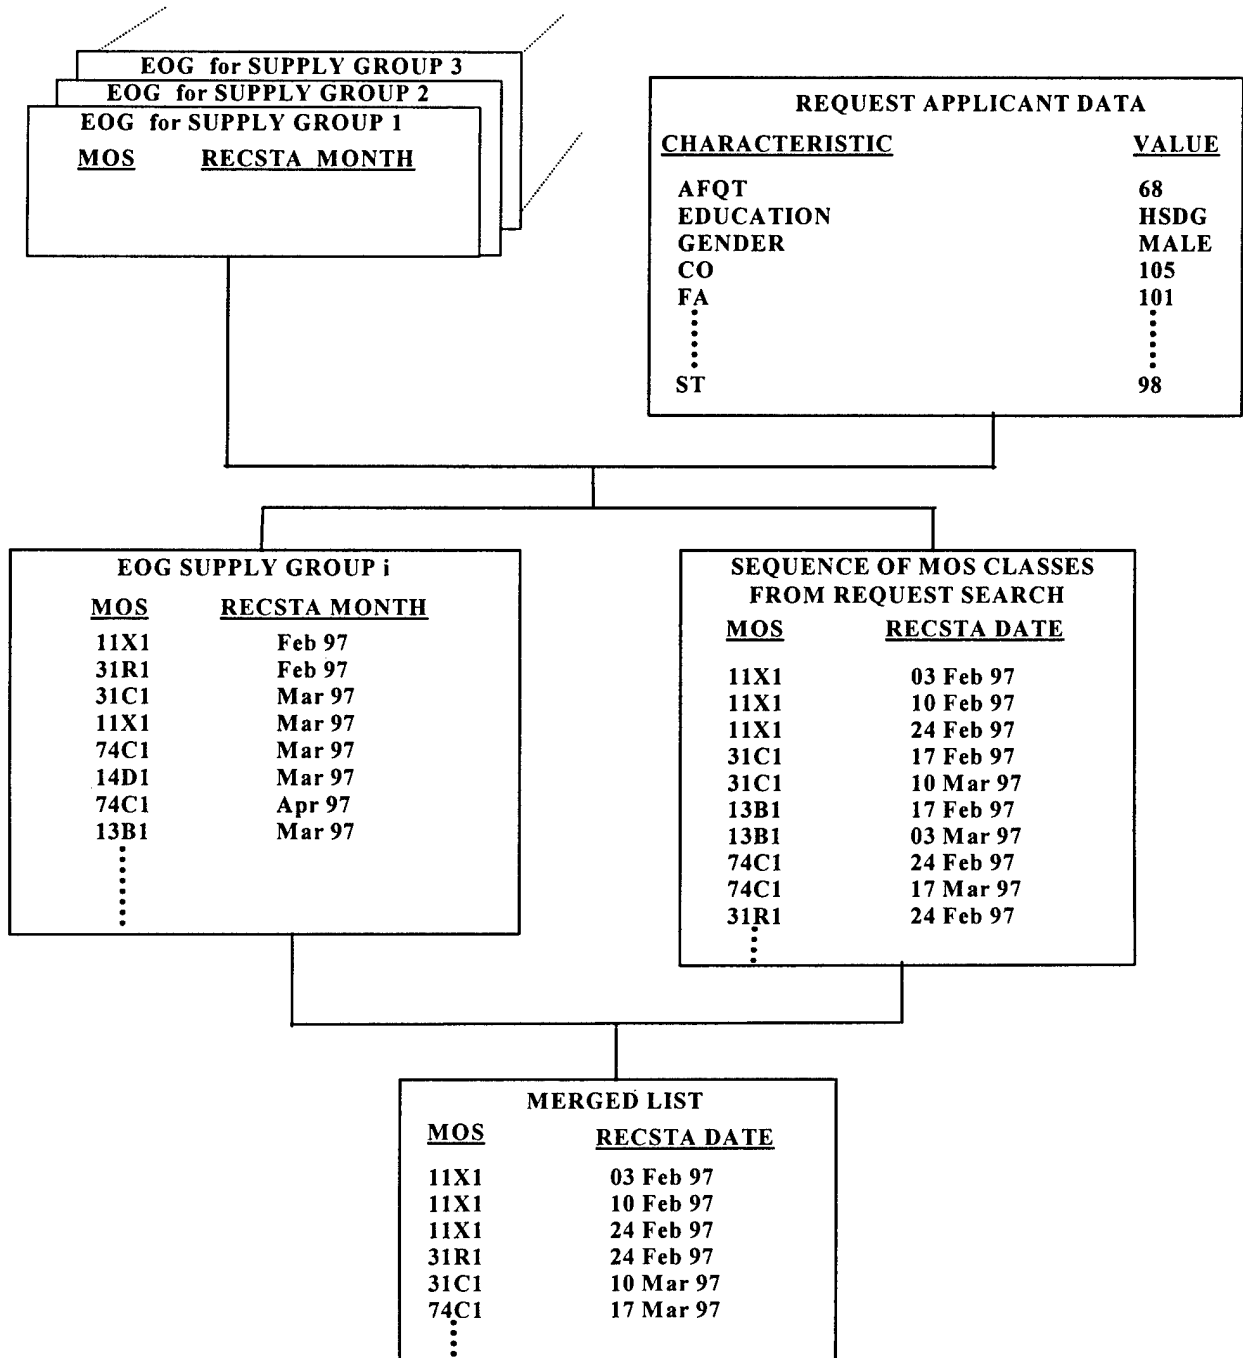 EOG for SUPPLY GROUP 3
EOG for SUPPLY GROUP 2
EOG for SUPPLY GROUP 1
MOS RECSTA MONTH
REQUEST APPLICANT DATA
CHARACTERISTIC VALUE
AFQT 68
EDUCATION HSDG
GENDER MALE
CO 105
FA 101
ST 98
EOG SUPPLY GROUP i
MOS RECSTA MONTH
11X1 Feb 97
31R1 Feb 97
31C1 Mar 97
11X1 Mar 97
74C1 Mar 97
14D1 Mar 97
74C1 Apr 97
13B1 Mar 97
SEQUENCE OF MOS CLASSES
FROM REQUEST SEARCH
MOS RECSTA DATE
11X1 03 Feb 97
11X1 10 Feb 97
11X1 24 Feb 97
31C1 17 Feb 97
31C1 10 Mar 97
13B1 17 Feb 97
13B1 03 Mar 97
74C1 24 Feb 97
74C1 17 Mar 97
31R1 24 Feb 97
MERGED LIST
MOS RECSTA DATE
11X1 03 Feb 97
11X1 10 Feb 97
11X1 24 Feb 97
31R1 24 Feb 97
31C1 10 Mar 97
74C1 17 Mar 97